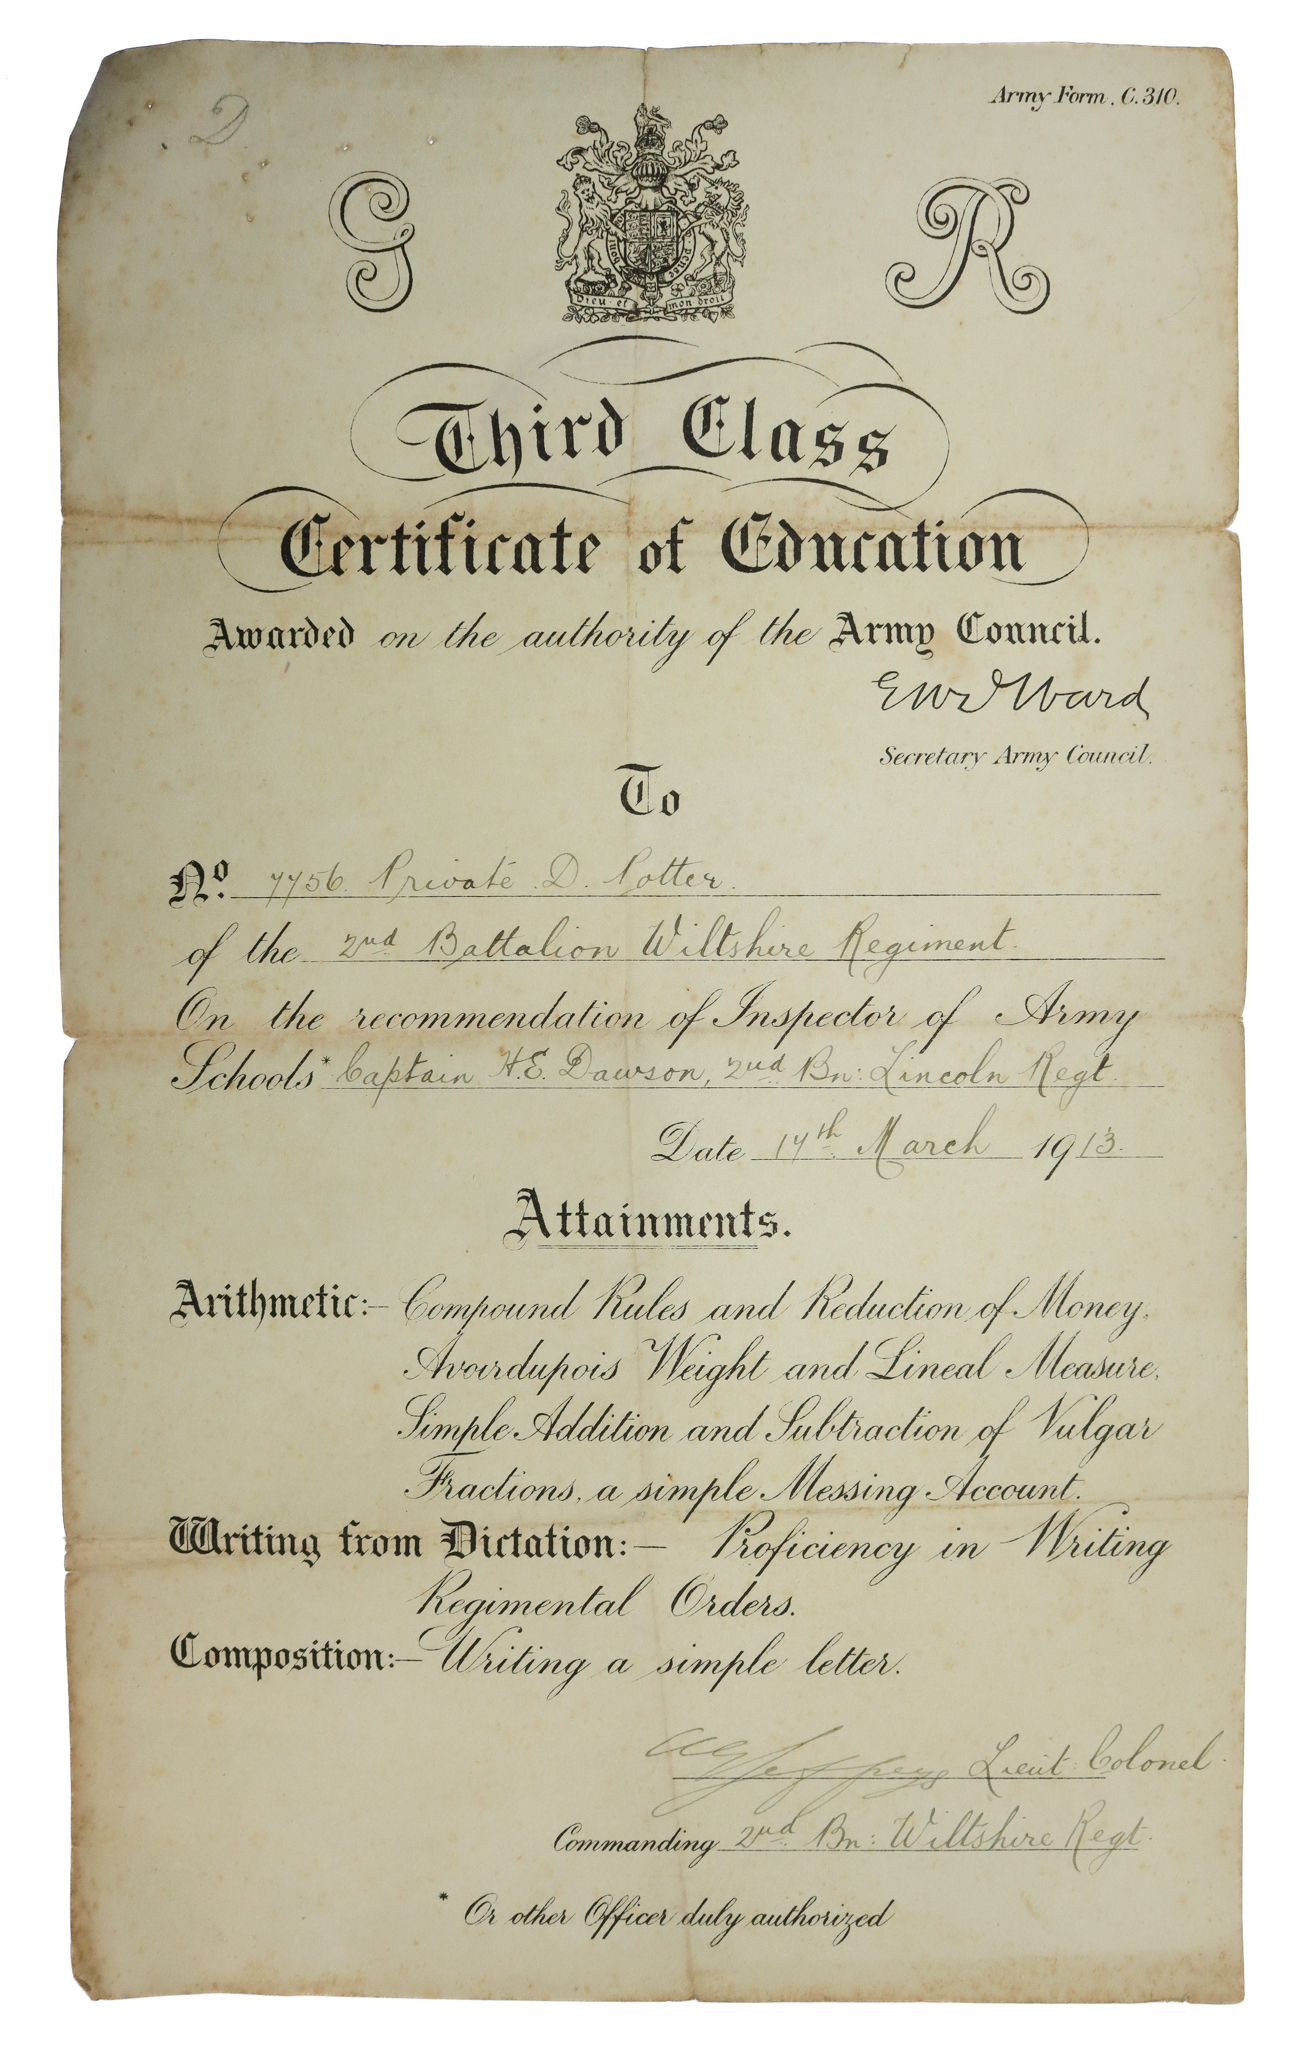 D
Army Form. C. 310.
G R
Dieu et mon droit
Third Class
Certificate of Education
Awarded on the authority of the Army Council.
EWD Ward
Secretary Army Council.
To
No. 7756. Private D. Potter.
of the 2nd Battalion Wiltshire Regiment.
On the recommendation of Inspector of Army
Schools* Captain H.E. Dawson, 2nd Bn: Lincoln Regt.
Date 14th March 1913.
Attainments.
Arithmetic:— Compound Rules and Reduction of Money,
Avoirdupois Weight and Lineal Measure,
Simple Addition and Subtraction of Vulgar
Fractions, a simple Messing Account.
Writing from Dictation:— Proficiency in Writing
Regimental Orders.
Composition:— Writing a simple letter.
Lieut: Colonel.
Commanding 2nd Bn: Wiltshire Regt.
* Or other Officer duly authorized